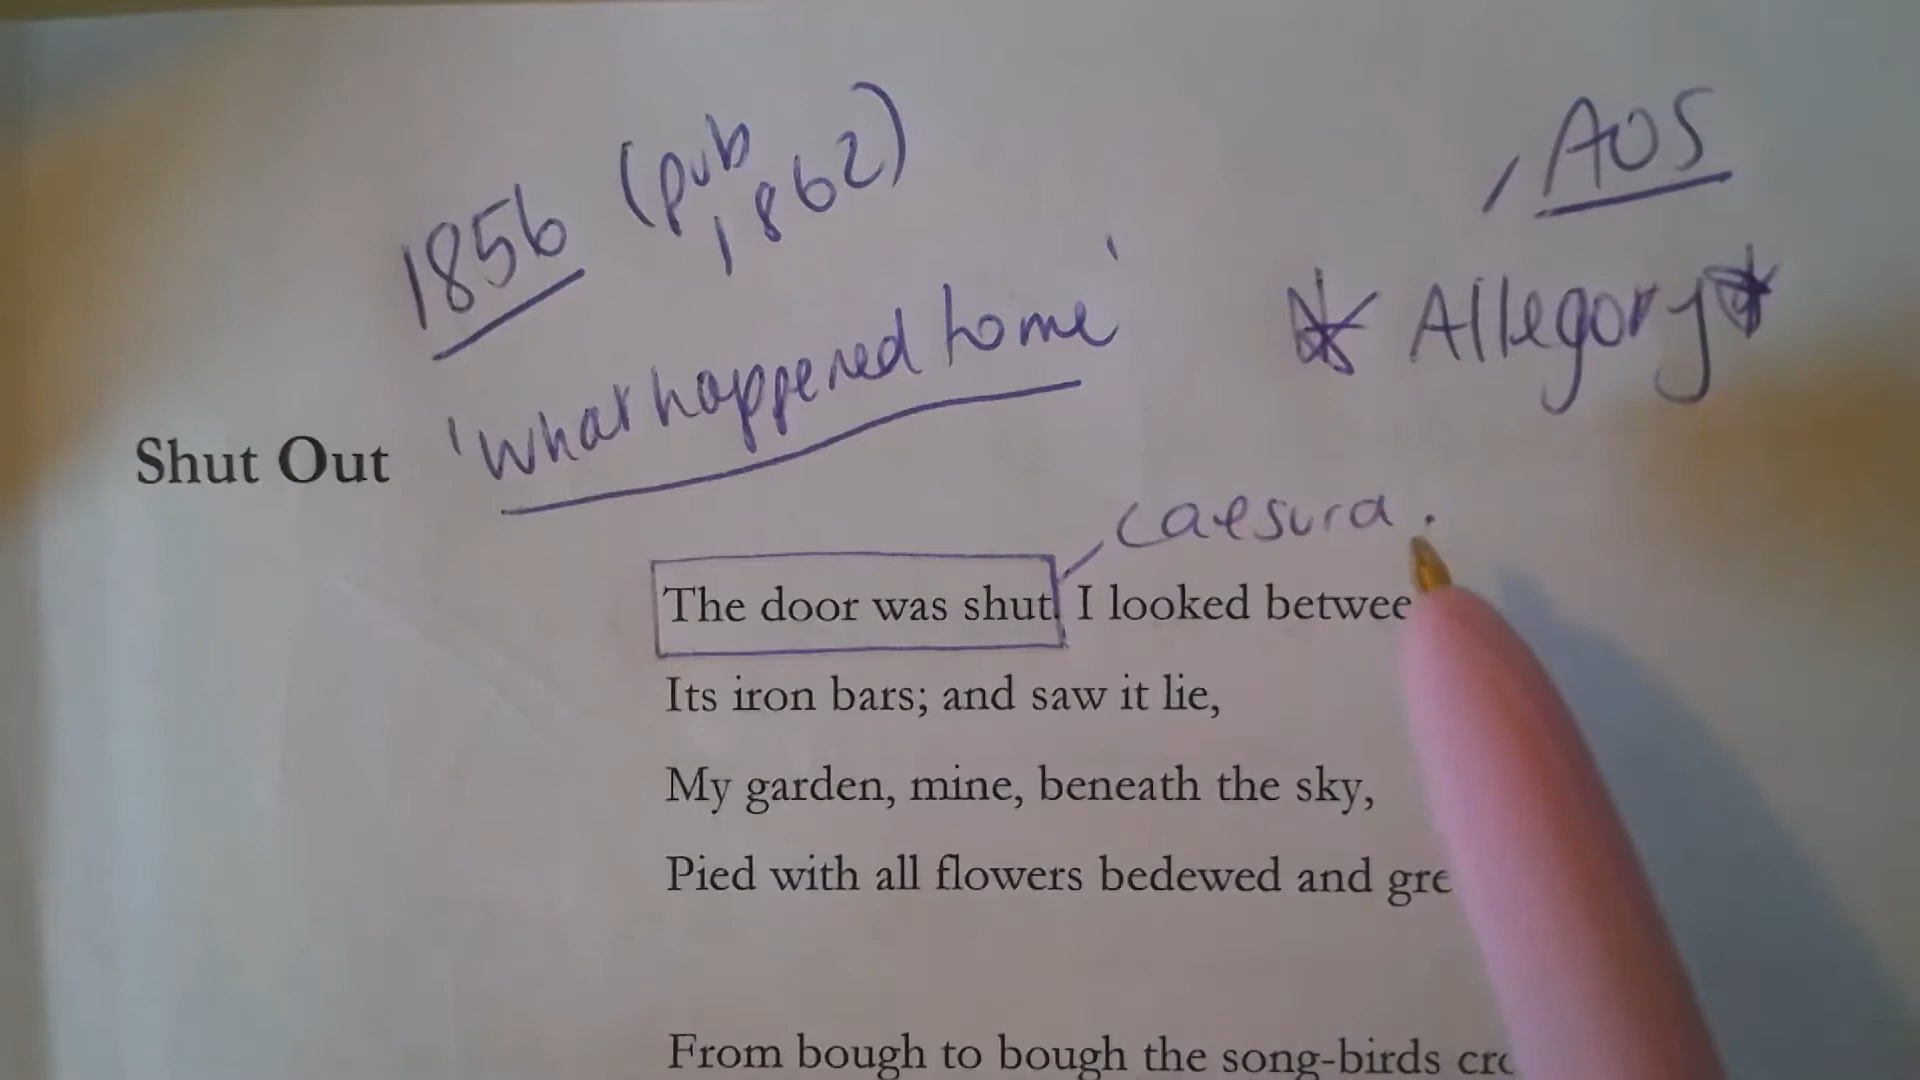 1856 (pub 1862)
AO5
'What happened home'
Allegory
Shut Out
caesura.
The door was shut. I looked betwee
Its iron bars; and saw it lie,
My garden, mine, beneath the sky,
Pied with all flowers bedewed and gre
From bough to bough the song-birds cro